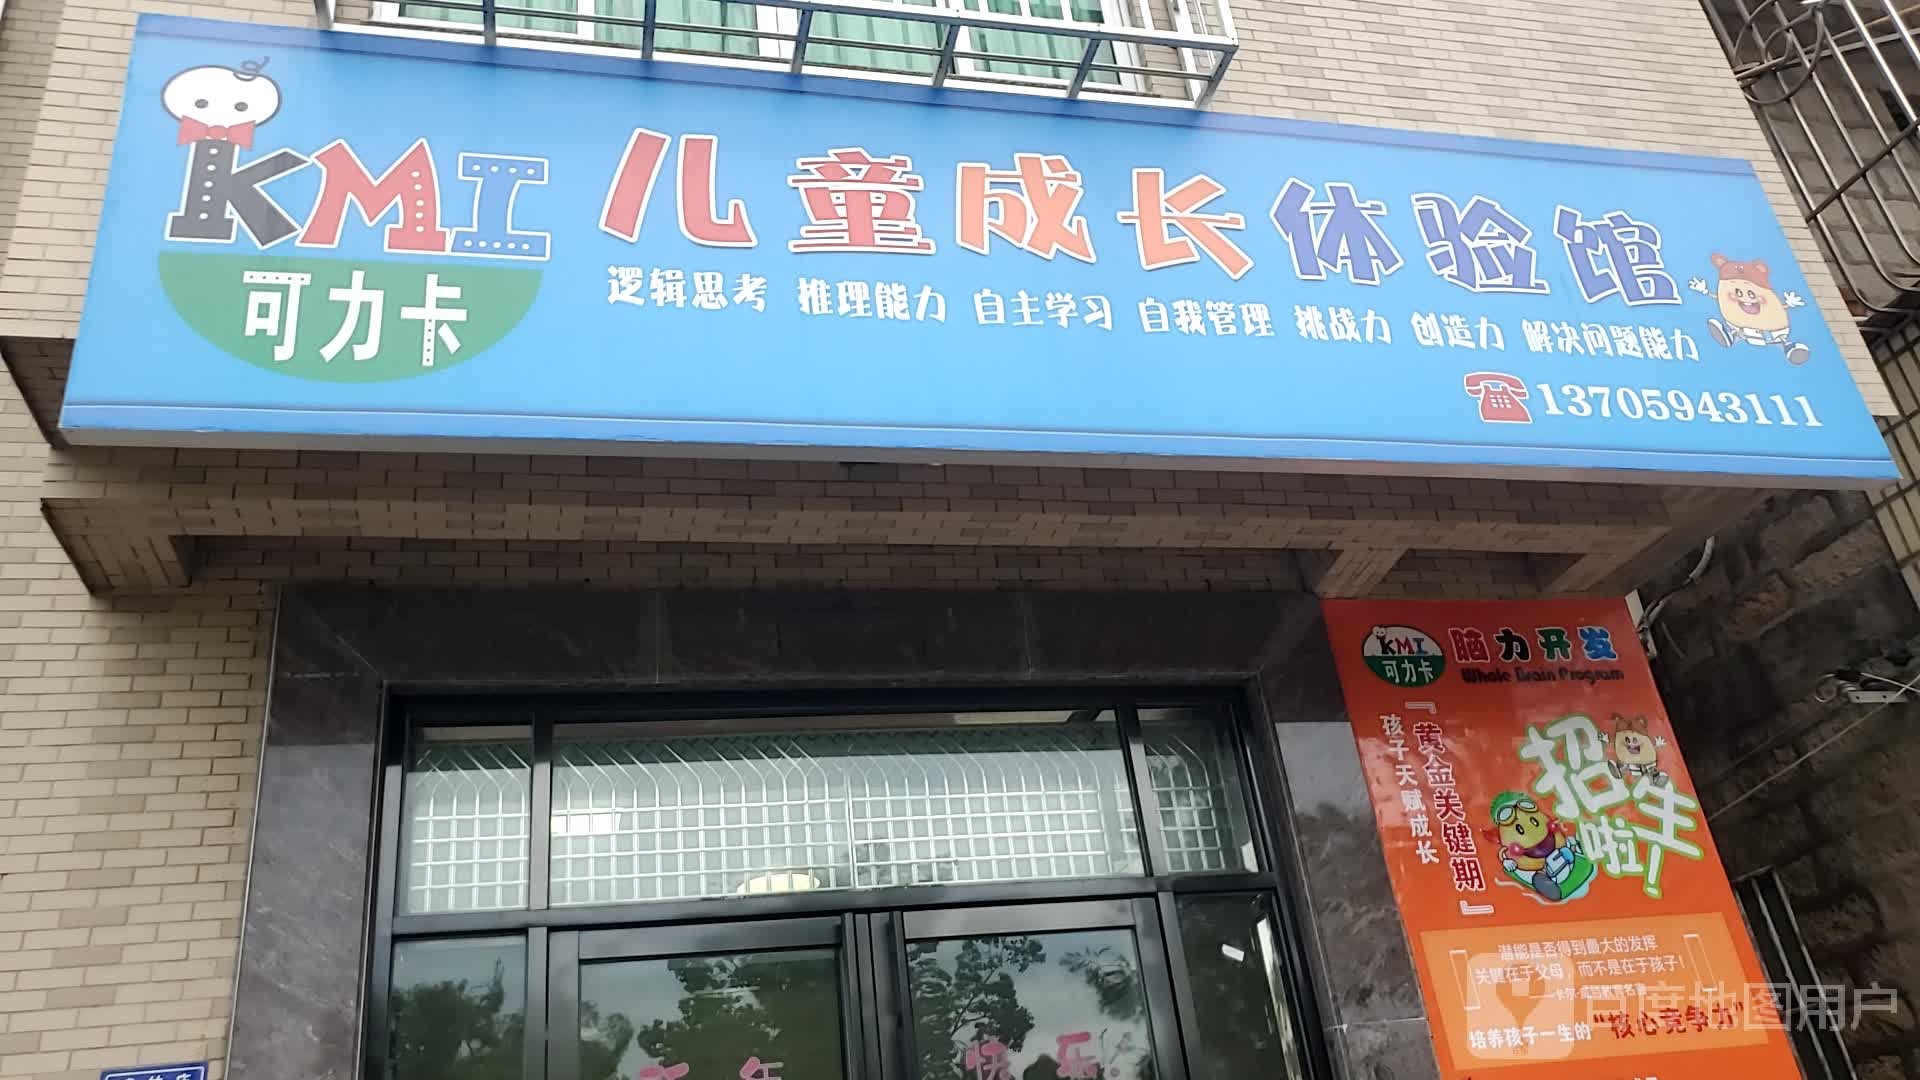 KMI 儿童成长体验馆
可力卡
逻辑思考 推理能力 自主学习 自我管理 挑战力 创造力 解决问题能力
☎13705943111
KMI 可力卡
脑力开发
Whole Brain Program
『黄金关键期』
孩子天赋成长
招生啦!
潜能是否得到最大的发挥
关键在于父母，而不是在于孩子!
培养孩子一生的“核心竞争力”
快乐
百度地图用户